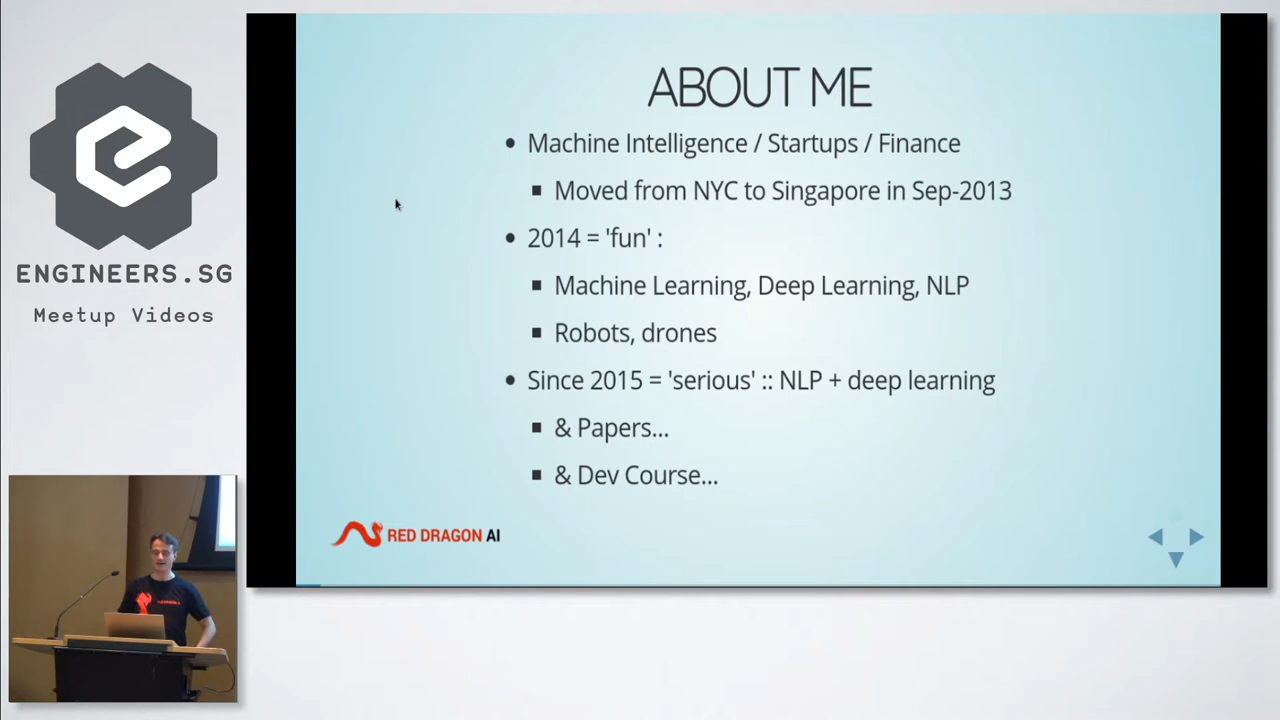 ENGINEERS.SG
Meetup Videos
ABOUT ME
• Machine Intelligence / Startups / Finance
▪ Moved from NYC to Singapore in Sep-2013
• 2014 = 'fun' :
▪ Machine Learning, Deep Learning, NLP
▪ Robots, drones
• Since 2015 = 'serious' :: NLP + deep learning
▪ & Papers...
▪ & Dev Course...
RED DRAGON AI